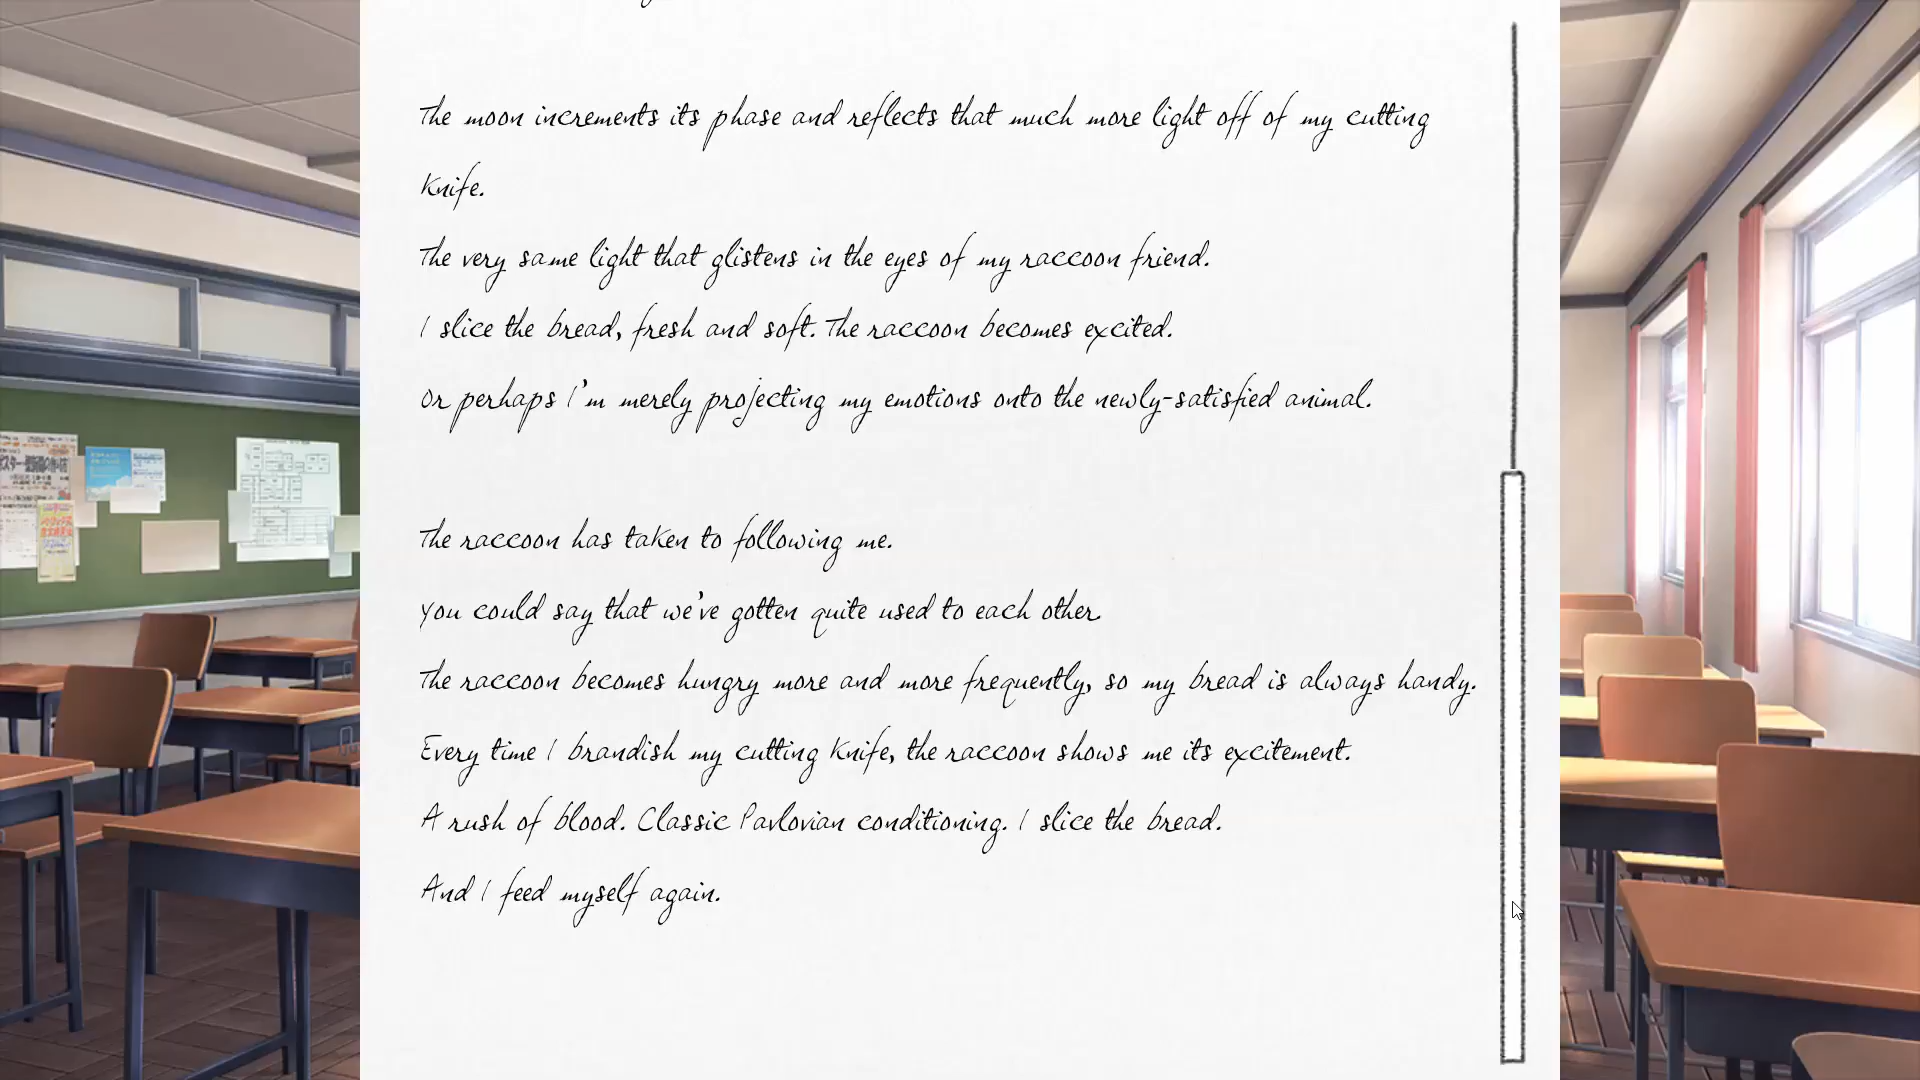 The moon increments its phase and reflects that much more light off of my cutting
knife.
The very same light that glistens in the eyes of my raccoon friend.
I slice the bread, fresh and soft. The raccoon becomes excited.
Or perhaps I'm merely projecting my emotions onto the newly-satisfied animal.
The raccoon has taken to following me.
You could say that we've gotten quite used to each other.
The raccoon becomes hungry more and more frequently, so my bread is always handy.
Every time I brandish my cutting knife, the raccoon shows me its excitement.
A rush of blood. Classic Pavlovian conditioning. I slice the bread.
And I feed myself again.